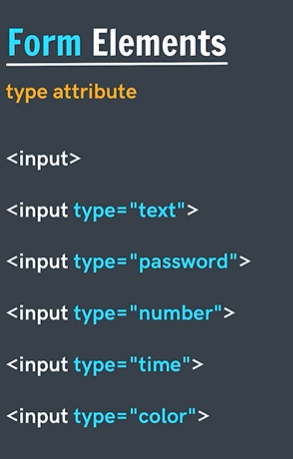 Form Elements
type attribute
<input>
<input type="text">
<input type="password">
<input type="number">
<input type="time">
<input type="color">